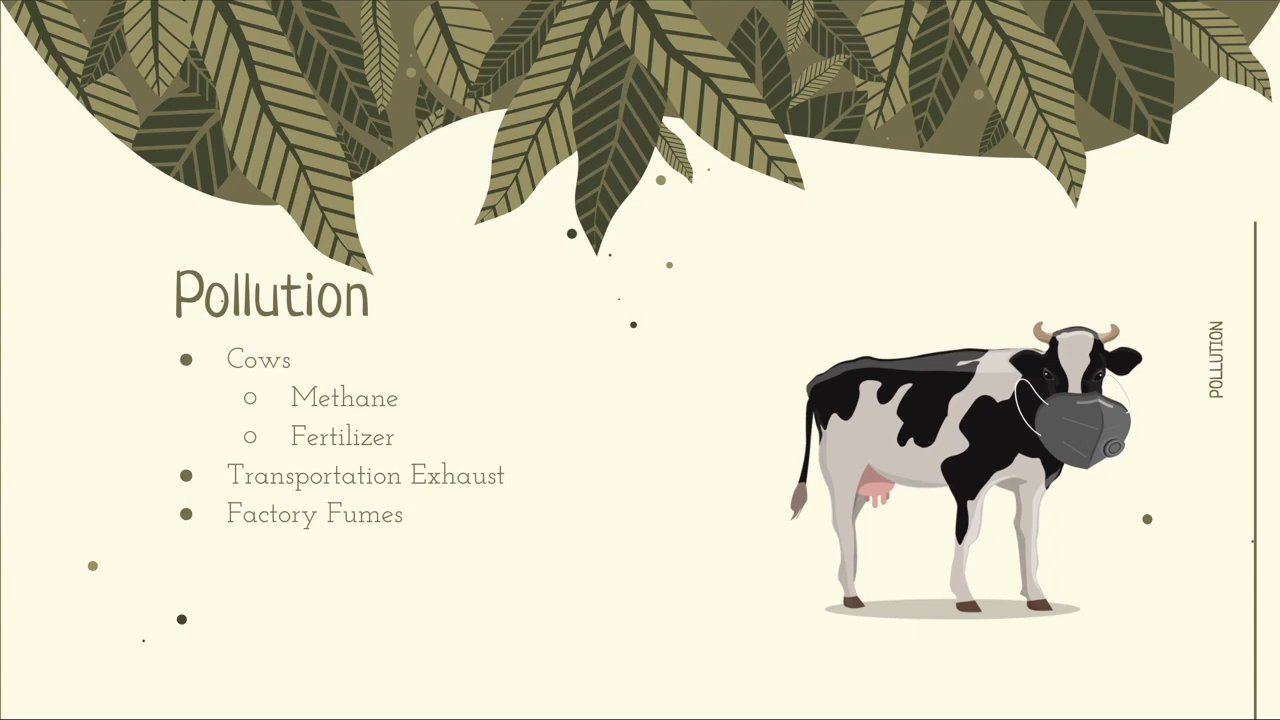 Pollution
● Cows
○ Methane
○ Fertilizer
● Transportation Exhaust
● Factory Fumes
POLLUTION